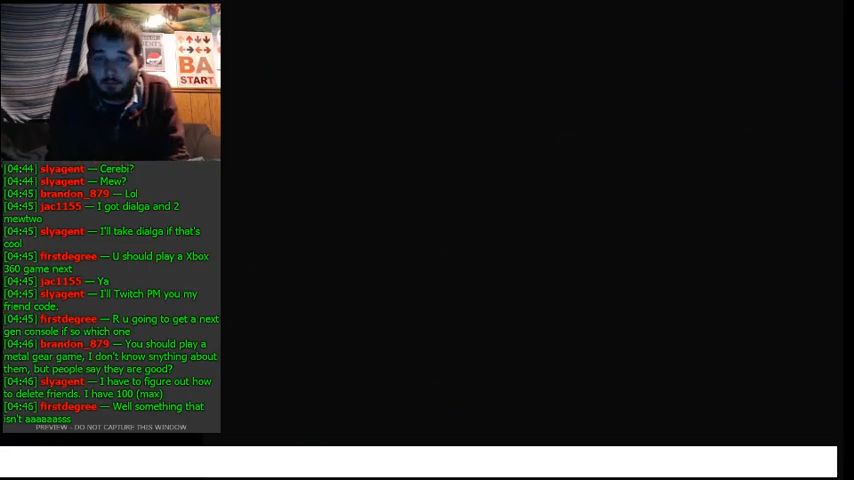 BA
START
[04:44] slyagent — Cerebi?
[04:44] slyagent — Mew?
[04:45] brandon_879 — Lol
[04:45] jac1155 — I got dialga and 2
mewtwo
[04:45] slyagent — I'll take dialga if that's
cool
[04:45] firstdegree — U should play a Xbox
360 game next
[04:45] jac1155 — Ya
[04:45] slyagent — I'll Twitch PM you my
friend code.
[04:45] firstdegree — R u going to get a next
gen console if so which one
[04:46] brandon_879 — You should play a
metal gear game, I don't know snything about
them, but people say they are good?
[04:46] slyagent — I have to figure out how
to delete friends. I have 100 (max)
[04:46] firstdegree — Well something that
isn't aaaaaasss
PREVIEW - DO NOT CAPTURE THIS WINDOW